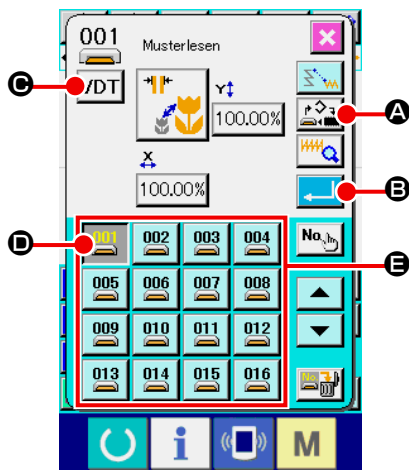 001
Musterlesen
A
C
/DT
Y
100.00%
X
100.00%
B
D
E
001 002 003 004
No.
005 006 007 008
009 010 011 012
013 014 015 016
No.
i
M